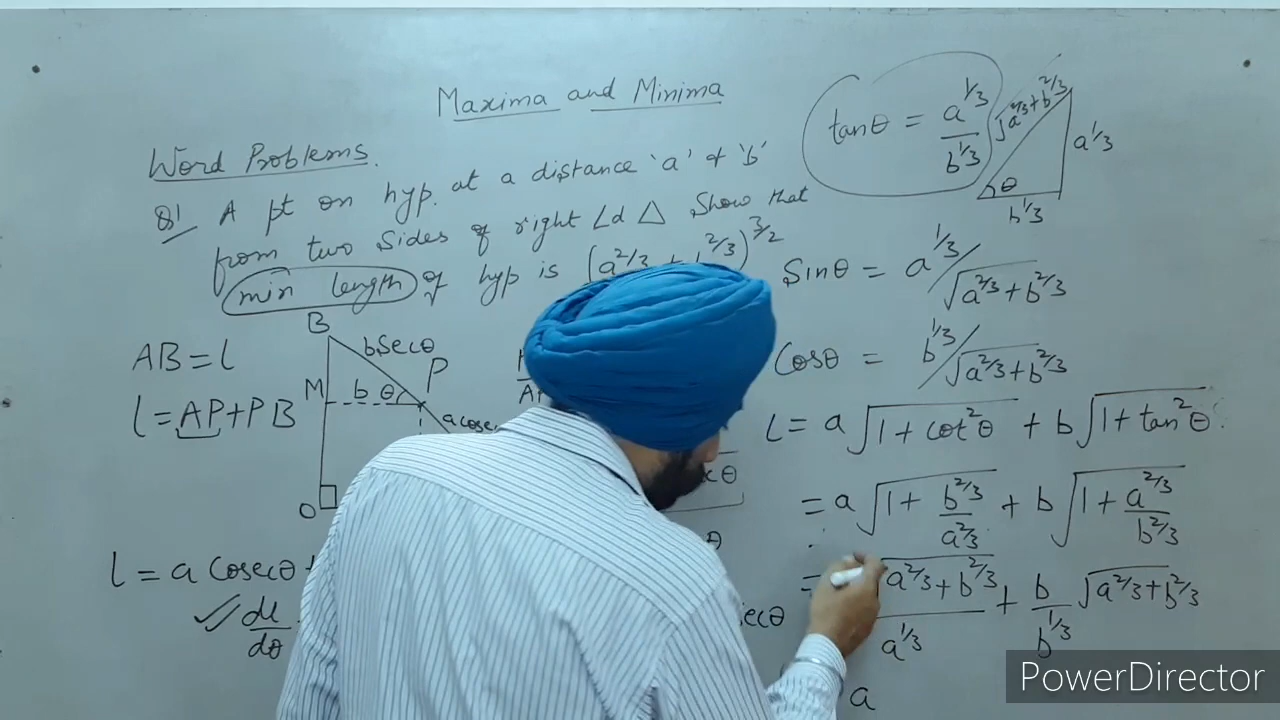 Maxima and Minima
Word Problems.
Q1 A pt on hyp. at a distance 'a' & 'b'
from two sides of right ∠d △ Show that
min length of hyp is (a^2/3 + b^2/3)^3/2
AB = l
l = AP + PB
B
b Secθ
P
M
b θ
a cosec
O
l = a Cosecθ +
dl
dθ
secθ
θ
tanθ = a^1/3 / b^1/3
√a^2/3 + b^2/3
a^1/3
θ
b^1/3
Sinθ = a^1/3 / √a^2/3 + b^2/3
Cosθ = b^1/3 / √a^2/3 + b^2/3
l = a √1 + cot²θ + b √1 + tan²θ
= a √1 + b^2/3 / a^2/3 + b √1 + a^2/3 / b^2/3
= √a^2/3 + b^2/3 / a^1/3 + b / b^1/3 √a^2/3 + b^2/3
a
PowerDirector